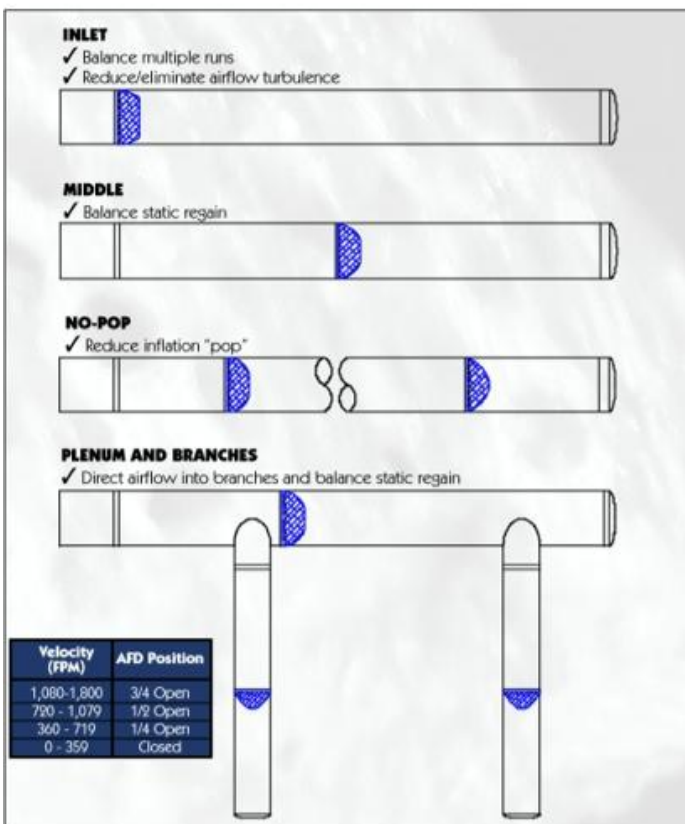 INLET
✓ Balance multiple runs
✓ Reduce/eliminate airflow turbulence
MIDDLE
✓ Balance static regain
NO-POP
✓ Reduce inflation "pop"
PLENUM AND BRANCHES
✓ Direct airflow into branches and balance static regain
Velocity (FPM) AFD Position
1,080-1,800 3/4 Open
720 - 1,079 1/2 Open
360 - 719 1/4 Open
0 - 359 Closed